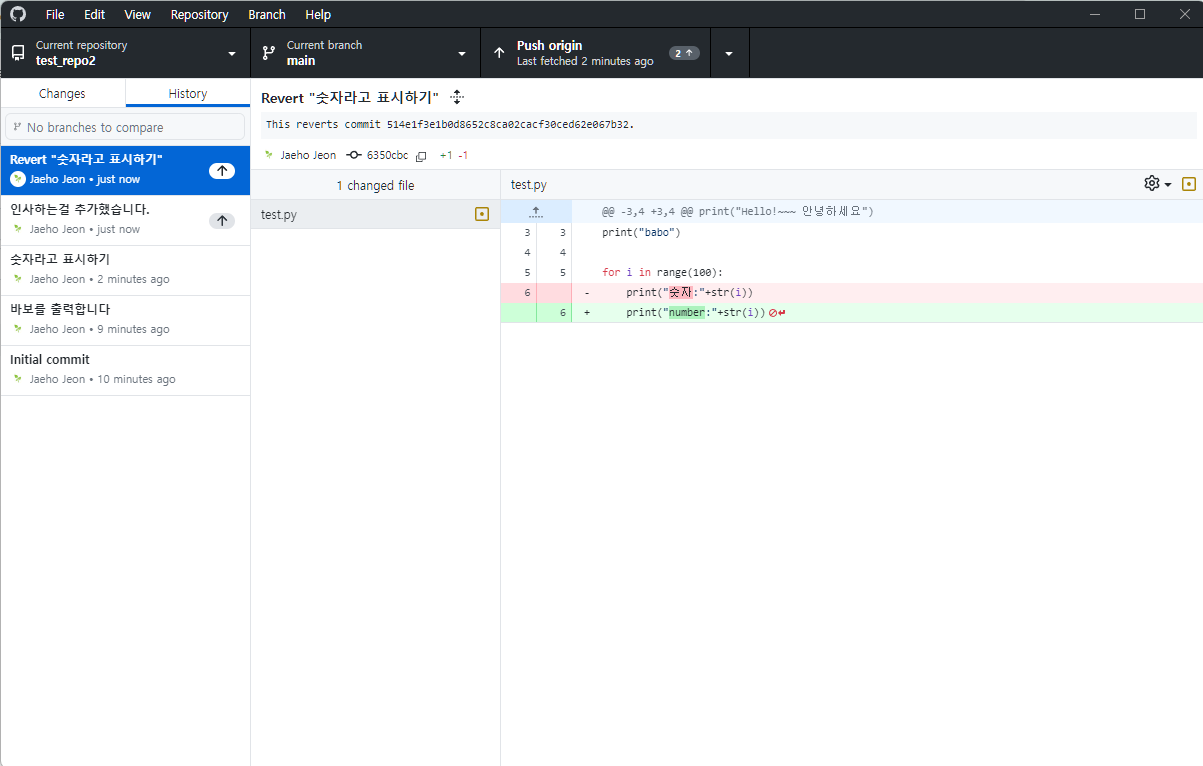 File Edit View Repository Branch Help
Current repository
test_repo2
Current branch
main
Push origin
Last fetched 2 minutes ago
2
Changes History
No branches to compare
Revert "숫자라고 표시하기"
Jaeho Jeon • just now
인사하는걸 추가했습니다.
Jaeho Jeon • just now
숫자라고 표시하기
Jaeho Jeon • 2 minutes ago
바보를 출력합니다
Jaeho Jeon • 9 minutes ago
Initial commit
Jaeho Jeon • 10 minutes ago
Revert "숫자라고 표시하기"
This reverts commit 514e1f3e1b0d8652c8ca02cacf30ced62e067b32.
Jaeho Jeon 6350cbc +1 -1
1 changed file
test.py
test.py
@@ -3,4 +3,4 @@ print("Hello!~~~ 안녕하세요")
3 3 print("babo")
4 4
5 5 for i in range(100):
6 - print("숫자:"+str(i))
6 + print("number:"+str(i))